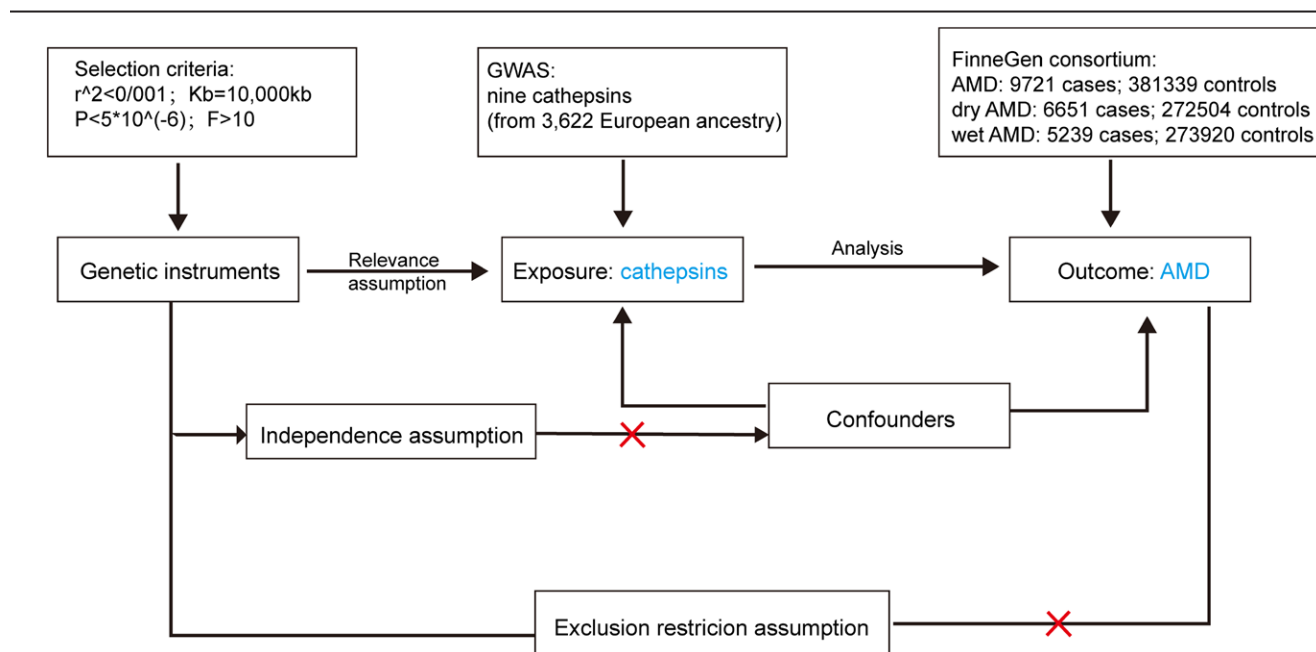 Selection criteria:
r^2<0/001； Kb=10,000kb
P<5*10^(-6)； F>10
GWAS:
nine cathepsins
(from 3,622 European ancestry)
FinneGen consortium:
AMD: 9721 cases; 381339 controls
dry AMD: 6651 cases; 272504 controls
wet AMD: 5239 cases; 273920 controls
Genetic instruments
Relevance
assumption
Exposure: cathepsins
Analysis
Outcome: AMD
Independence assumption
Confounders
Exclusion restricion assumption